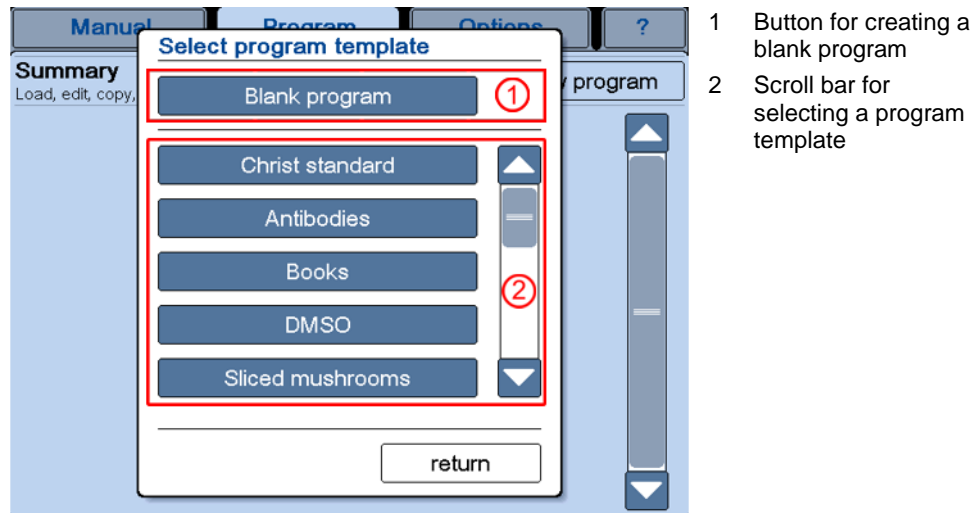 Manua Program Options ?
Select program template
Summary
Load, edit, copy,
program
Blank program 1
Christ standard
Antibodies
Books
2
DMSO
Sliced mushrooms
return
1 Button for creating a
blank program
2 Scroll bar for
selecting a program
template